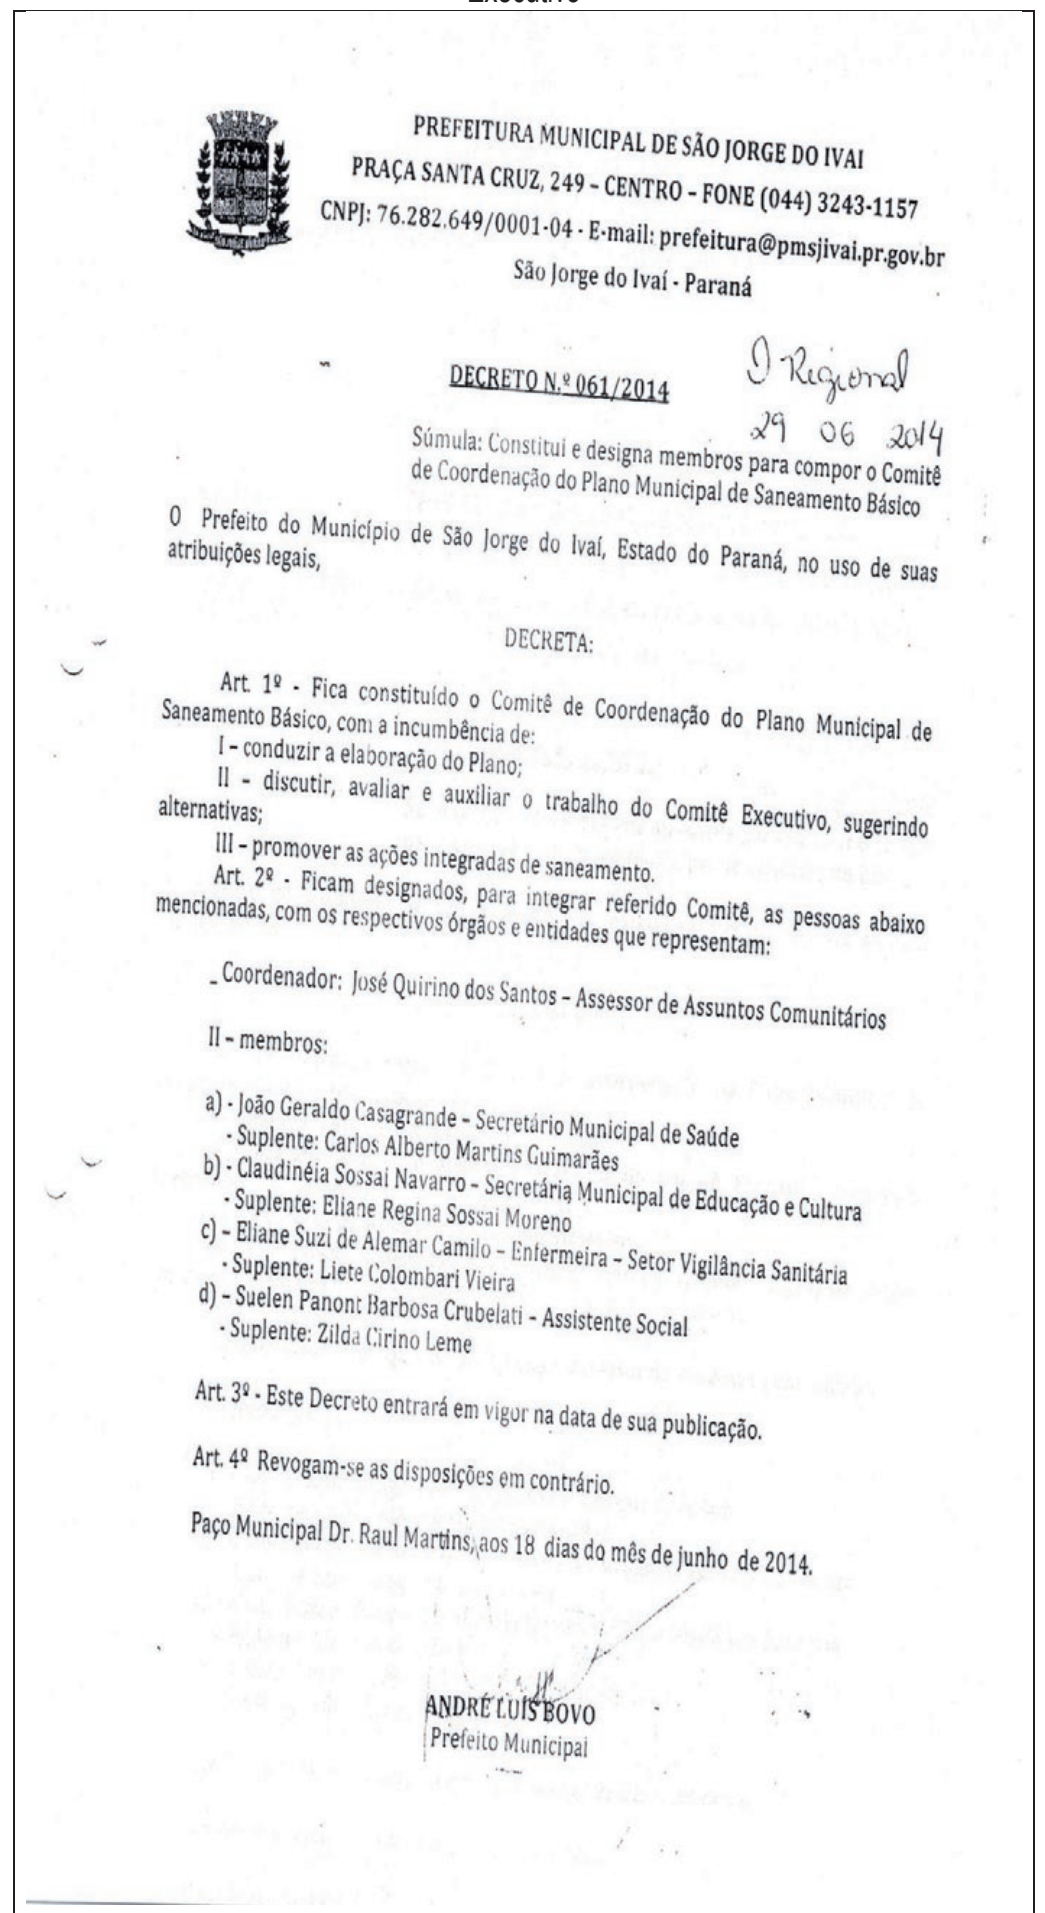 Executivo
PREFEITURA MUNICIPAL DE SÃO JORGE DO IVAI
PRAÇA SANTA CRUZ, 249 – CENTRO – FONE (044) 3243-1157
CNPJ: 76.282.649/0001-04 - E-mail: prefeitura@pmsjivai.pr.gov.br
São Jorge do Ivaí - Paraná
O Regional
29 06 2014
DECRETO N.º 061/2014
Súmula: Constitui e designa membros para compor o Comitê
de Coordenação do Plano Municipal de Saneamento Básico
O Prefeito do Município de São Jorge do Ivaí, Estado do Paraná, no uso de suas
atribuições legais,
DECRETA:
Art. 1º - Fica constituído o Comitê de Coordenação do Plano Municipal de
Saneamento Básico, com a incumbência de:
I – conduzir a elaboração do Plano;
II – discutir, avaliar e auxiliar o trabalho do Comitê Executivo, sugerindo
alternativas;
III – promover as ações integradas de saneamento.
Art. 2º - Ficam designados, para integrar referido Comitê, as pessoas abaixo
mencionadas, com os respectivos órgãos e entidades que representam:
_ Coordenador: José Quirino dos Santos – Assessor de Assuntos Comunitários
II – membros:
a) - João Geraldo Casagrande – Secretário Municipal de Saúde
- Suplente: Carlos Alberto Martins Guimarães
b) - Claudinéia Sossai Navarro – Secretária Municipal de Educação e Cultura
- Suplente: Eliane Regina Sossai Moreno
c) – Eliane Suzi de Alemar Camilo – Enfermeira – Setor Vigilância Sanitária
- Suplente: Liete Colombari Vieira
d) – Suelen Panont Barbosa Crubelati – Assistente Social
- Suplente: Zilda Cirino Leme
Art. 3º - Este Decreto entrará em vigor na data de sua publicação.
Art. 4º Revogam-se as disposições em contrário.
Paço Municipal Dr. Raul Martins, aos 18 dias do mês de junho de 2014.
ANDRÉ LUÍS BOVO
Prefeito Municipal